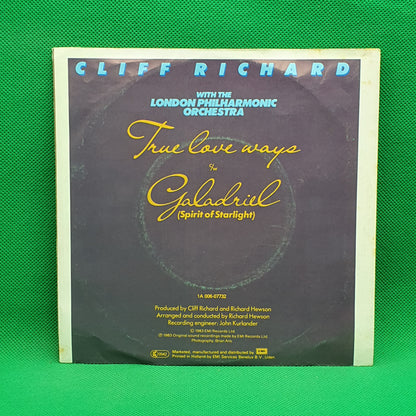 CLIFF RICHARD
WITH THE
LONDON PHILHARMONIC
ORCHESTRA
True love ways
c/w
Galadriel
(Spirit of Starlight)
1A 006-07732
Produced by Cliff Richard and Richard Hewson
Arranged and conducted by Richard Hewson
Recording engineer: John Kurlander
© 1983 EMI Records Ltd.
℗ 1983 Original sound recordings made by EMI Records Ltd.
Photography: Brian Aris
Marketed, manufactured and distributed by EMI
Printed in Holland by EMI Services Benelux B.V., Uden.